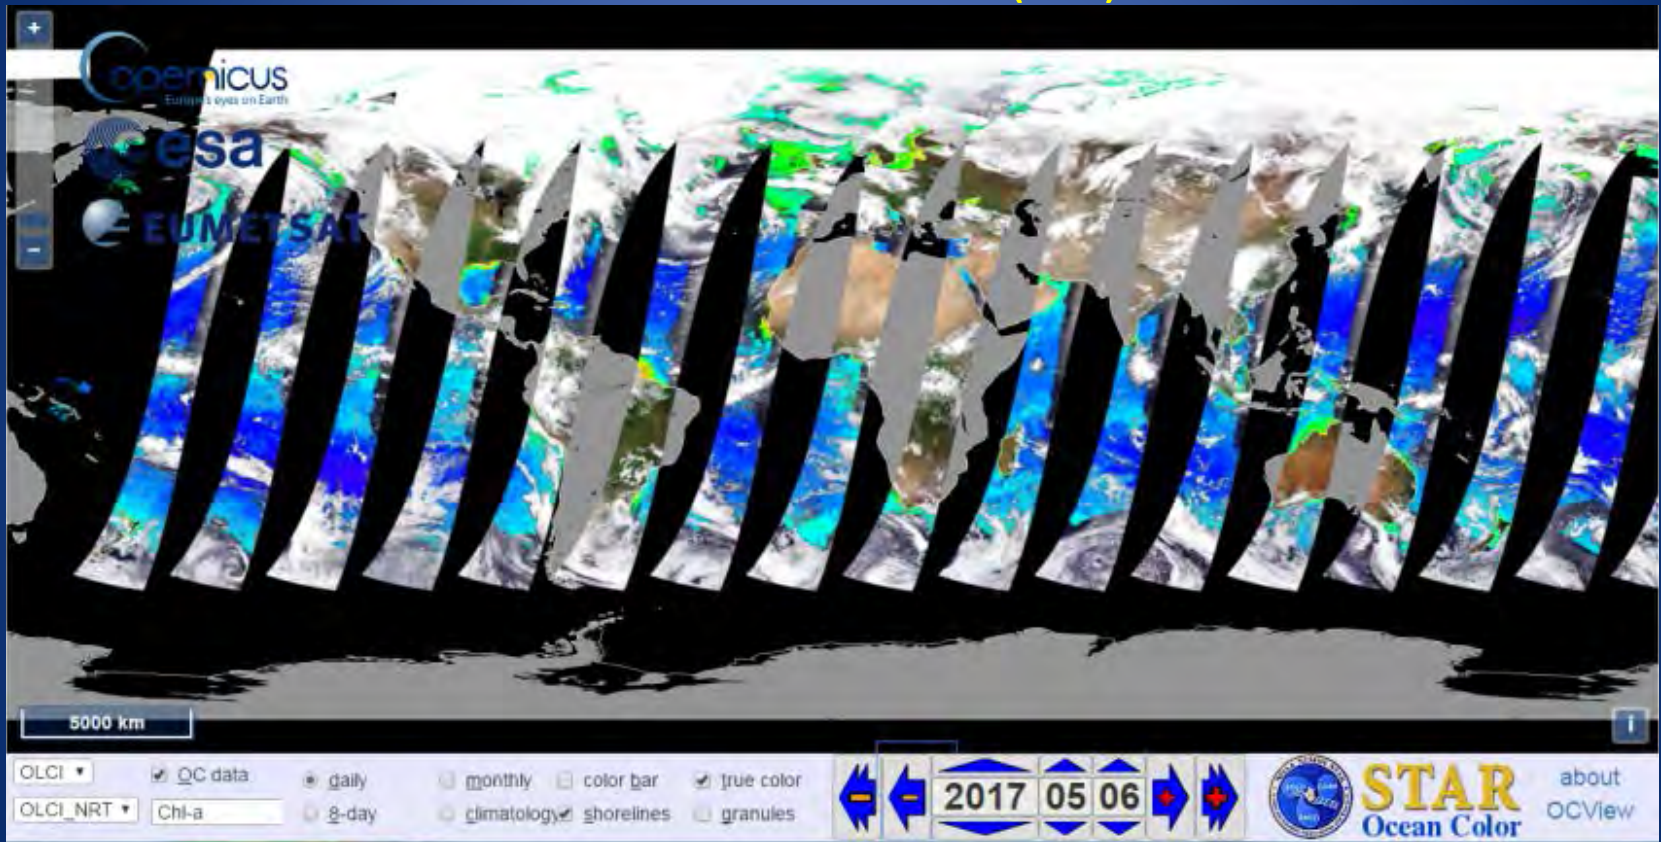 +
opernicus
Europe's eyes on Earth
esa
EUMETSAT
-
5000 km
i
OLCI
OC data
daily
monthly
color bar
true color
OLCI_NRT
Chl-a
8-day
climatology
shorelines
granules
2017 05 06
STAR
Ocean Color
about
OCView